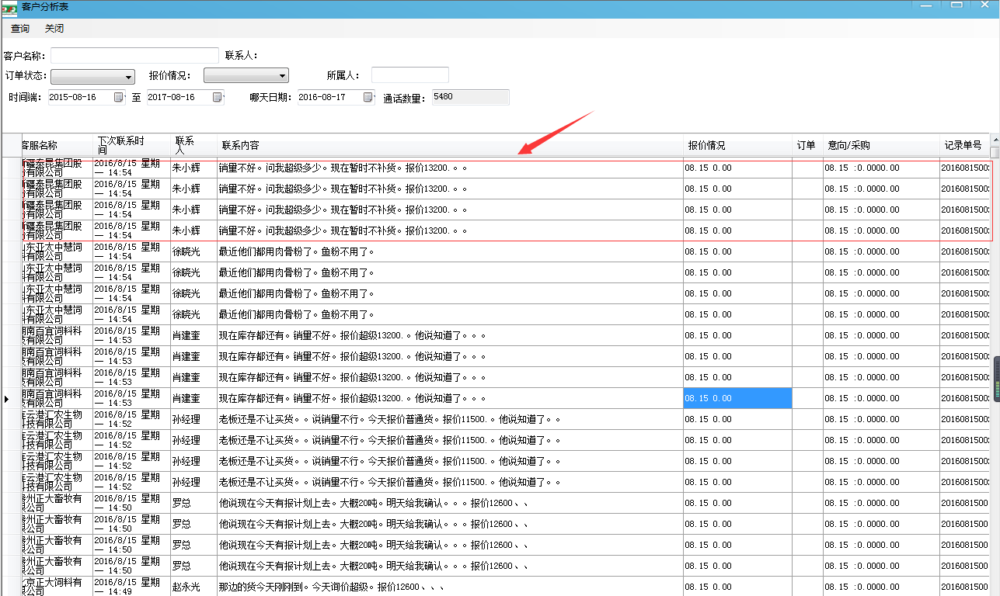 客户分析表
查询 关闭
客户名称: 联系人:
订单状态: 报价情况: 所属人:
时间端: 2015-08-16 至 2017-08-16 哪天日期: 2016-08-17 通话数量: 5480
客服名称 下次联系时间 联系人 联系内容 报价情况 订单 意向/采购 记录单号
新疆泰昆集团股份有限公司 2016/8/15 星期一 14:54 朱小辉 销量不好。问我超级多少。现在暂时不补货。报价13200.。。 08.15 0.00 08.15 :0.0000.00 2016081500
新疆泰昆集团股份有限公司 2016/8/15 星期一 14:54 朱小辉 销量不好。问我超级多少。现在暂时不补货。报价13200.。。 08.15 0.00 08.15 :0.0000.00 2016081500
新疆泰昆集团股份有限公司 2016/8/15 星期一 14:54 朱小辉 销量不好。问我超级多少。现在暂时不补货。报价13200.。。 08.15 0.00 08.15 :0.0000.00 2016081500
新疆泰昆集团股份有限公司 2016/8/15 星期一 14:54 朱小辉 销量不好。问我超级多少。现在暂时不补货。报价13200.。。 08.15 0.00 08.15 :0.0000.00 2016081500
山东亚太中慧饲料有限公司 2016/8/15 星期一 14:54 徐晓光 最近他们都用肉骨粉了。鱼粉不用了。 08.15 0.00 08.15 :0.0000.00 2016081500
山东亚太中慧饲料有限公司 2016/8/15 星期一 14:54 徐晓光 最近他们都用肉骨粉了。鱼粉不用了。 08.15 0.00 08.15 :0.0000.00 2016081500
山东亚太中慧饲料有限公司 2016/8/15 星期一 14:54 徐晓光 最近他们都用肉骨粉了。鱼粉不用了。 08.15 0.00 08.15 :0.0000.00 2016081500
山东亚太中慧饲料有限公司 2016/8/15 星期一 14:54 徐晓光 最近他们都用肉骨粉了。鱼粉不用了。 08.15 0.00 08.15 :0.0000.00 2016081500
湖南百宜饲料科技有限公司 2016/8/15 星期一 14:53 肖建奎 现在库存都还有。销量不好。报价超级13200.。他说知道了。。。 08.15 0.00 08.15 :0.0000.00 2016081500
湖南百宜饲料科技有限公司 2016/8/15 星期一 14:53 肖建奎 现在库存都还有。销量不好。报价超级13200.。他说知道了。。。 08.15 0.00 08.15 :0.0000.00 2016081500
湖南百宜饲料科技有限公司 2016/8/15 星期一 14:53 肖建奎 现在库存都还有。销量不好。报价超级13200.。他说知道了。。。 08.15 0.00 08.15 :0.0000.00 2016081500
湖南百宜饲料科技有限公司 2016/8/15 星期一 14:53 肖建奎 现在库存都还有。销量不好。报价超级13200.。他说知道了。。。 08.15 0.00 08.15 :0.0000.00 2016081500
连云港汇农生物科技有限公司 2016/8/15 星期一 14:52 孙经理 老板还是不让买货。。说销量不行。今天报价普通货。报价11500.。他说知道了。。 08.15 0.00 08.15 :0.0000.00 2016081500
连云港汇农生物科技有限公司 2016/8/15 星期一 14:52 孙经理 老板还是不让买货。。说销量不行。今天报价普通货。报价11500.。他说知道了。。 08.15 0.00 08.15 :0.0000.00 2016081500
连云港汇农生物科技有限公司 2016/8/15 星期一 14:52 孙经理 老板还是不让买货。。说销量不行。今天报价普通货。报价11500.。他说知道了。。 08.15 0.00 08.15 :0.0000.00 2016081500
连云港汇农生物科技有限公司 2016/8/15 星期一 14:52 孙经理 老板还是不让买货。。说销量不行。今天报价普通货。报价11500.。他说知道了。。 08.15 0.00 08.15 :0.0000.00 2016081500
州正大畜牧有限公司 2016/8/15 星期一 14:50 罗总 他说现在今天有报计划上去。大概20吨。明天给我确认。。。报价12600、、 08.15 0.00 08.15 :0.0000.00 2016081500
州正大畜牧有限公司 2016/8/15 星期一 14:50 罗总 他说现在今天有报计划上去。大概20吨。明天给我确认。。。报价12600、、 08.15 0.00 08.15 :0.0000.00 2016081500
州正大畜牧有限公司 2016/8/15 星期一 14:50 罗总 他说现在今天有报计划上去。大概20吨。明天给我确认。。。报价12600、、 08.15 0.00 08.15 :0.0000.00 2016081500
州正大畜牧有限公司 2016/8/15 星期一 14:50 罗总 他说现在今天有报计划上去。大概20吨。明天给我确认。。。报价12600、、 08.15 0.00 08.15 :0.0000.00 2016081500
北京正大饲料有限公司 2016/8/15 星期一 14:49 赵永光 那边的货今天刚刚到。今天询价超级。报价12600、、、 08.15 0.00 08.15 :0.0000.00 2016081500